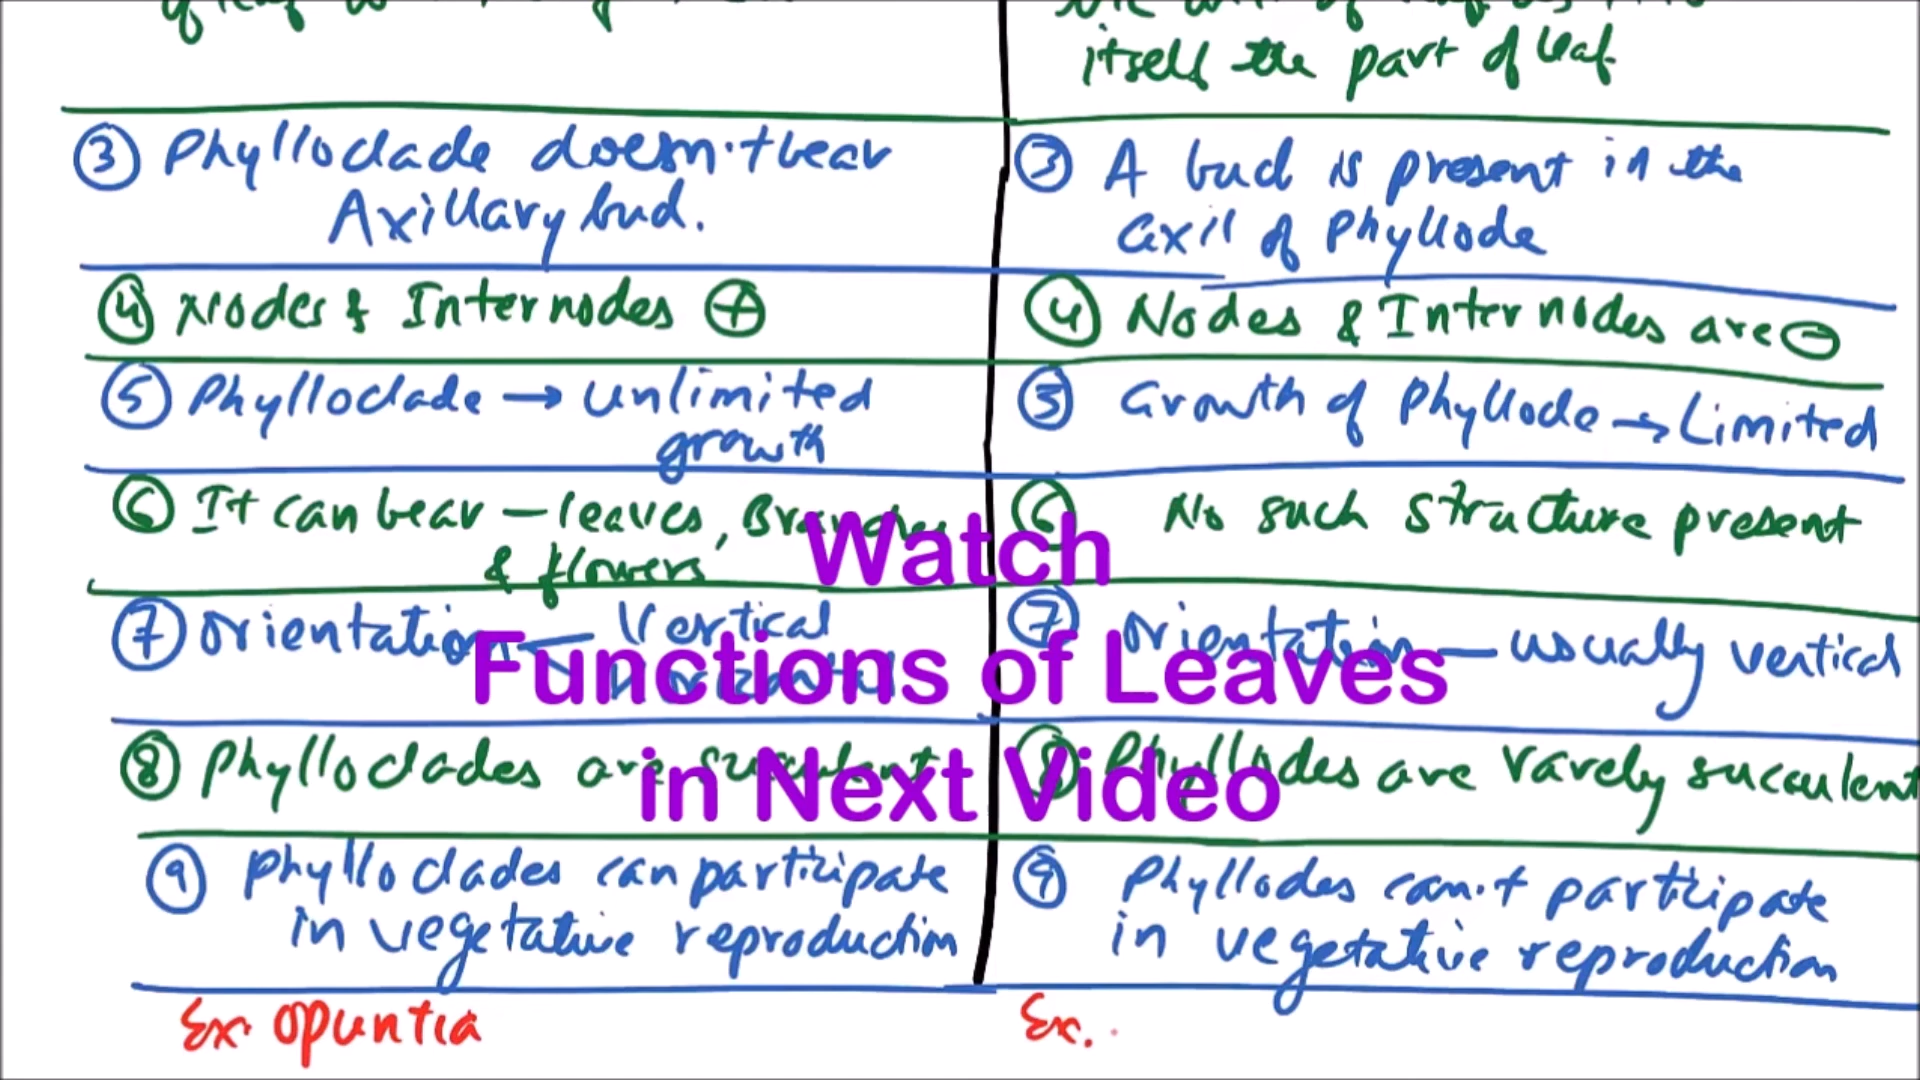 itself the part of leaf
③ Phylloclade doesn't bear
Axillary bud.
③ A bud is present in the
axil of Phyllode
④ Nodes & Internodes ⊕
④ Nodes & Internodes are ⊖
⑤ Phylloclade → unlimited
growth
⑤ Growth of Phyllode → Limited
⑥ It can bear – leaves, Branches
& flowers
⑥ No such structure present
⑦ Orientation Vertical
⑦ Orientation — usually vertical
⑧ Phylloclades are succulent
⑧ Phyllodes are rarely succulent
⑨ Phylloclades can participate
in vegetative reproduction
⑨ Phyllodes can't participate
in vegetative reproduction
Ex. Opuntia
Ex.
Watch
Functions of Leaves
in Next Video